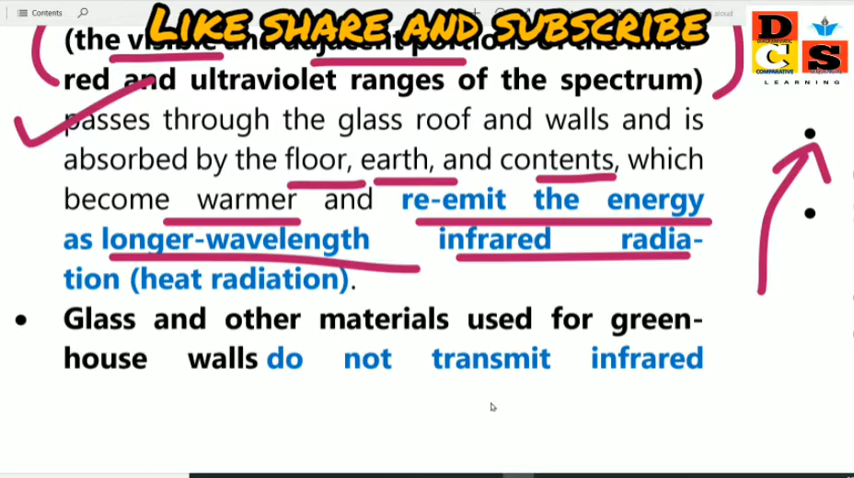 Contents
LIKE SHARE AND SUBSCRIBE
aloud
D
C S
COMPARATIVE
LEARNING
(the visible and adjacent portions of the infra-
red and ultraviolet ranges of the spectrum)
passes through the glass roof and walls and is
absorbed by the floor, earth, and contents, which
become warmer and re-emit the energy
as longer-wavelength infrared radia-
tion (heat radiation).
• Glass and other materials used for green-
house walls do not transmit infrared